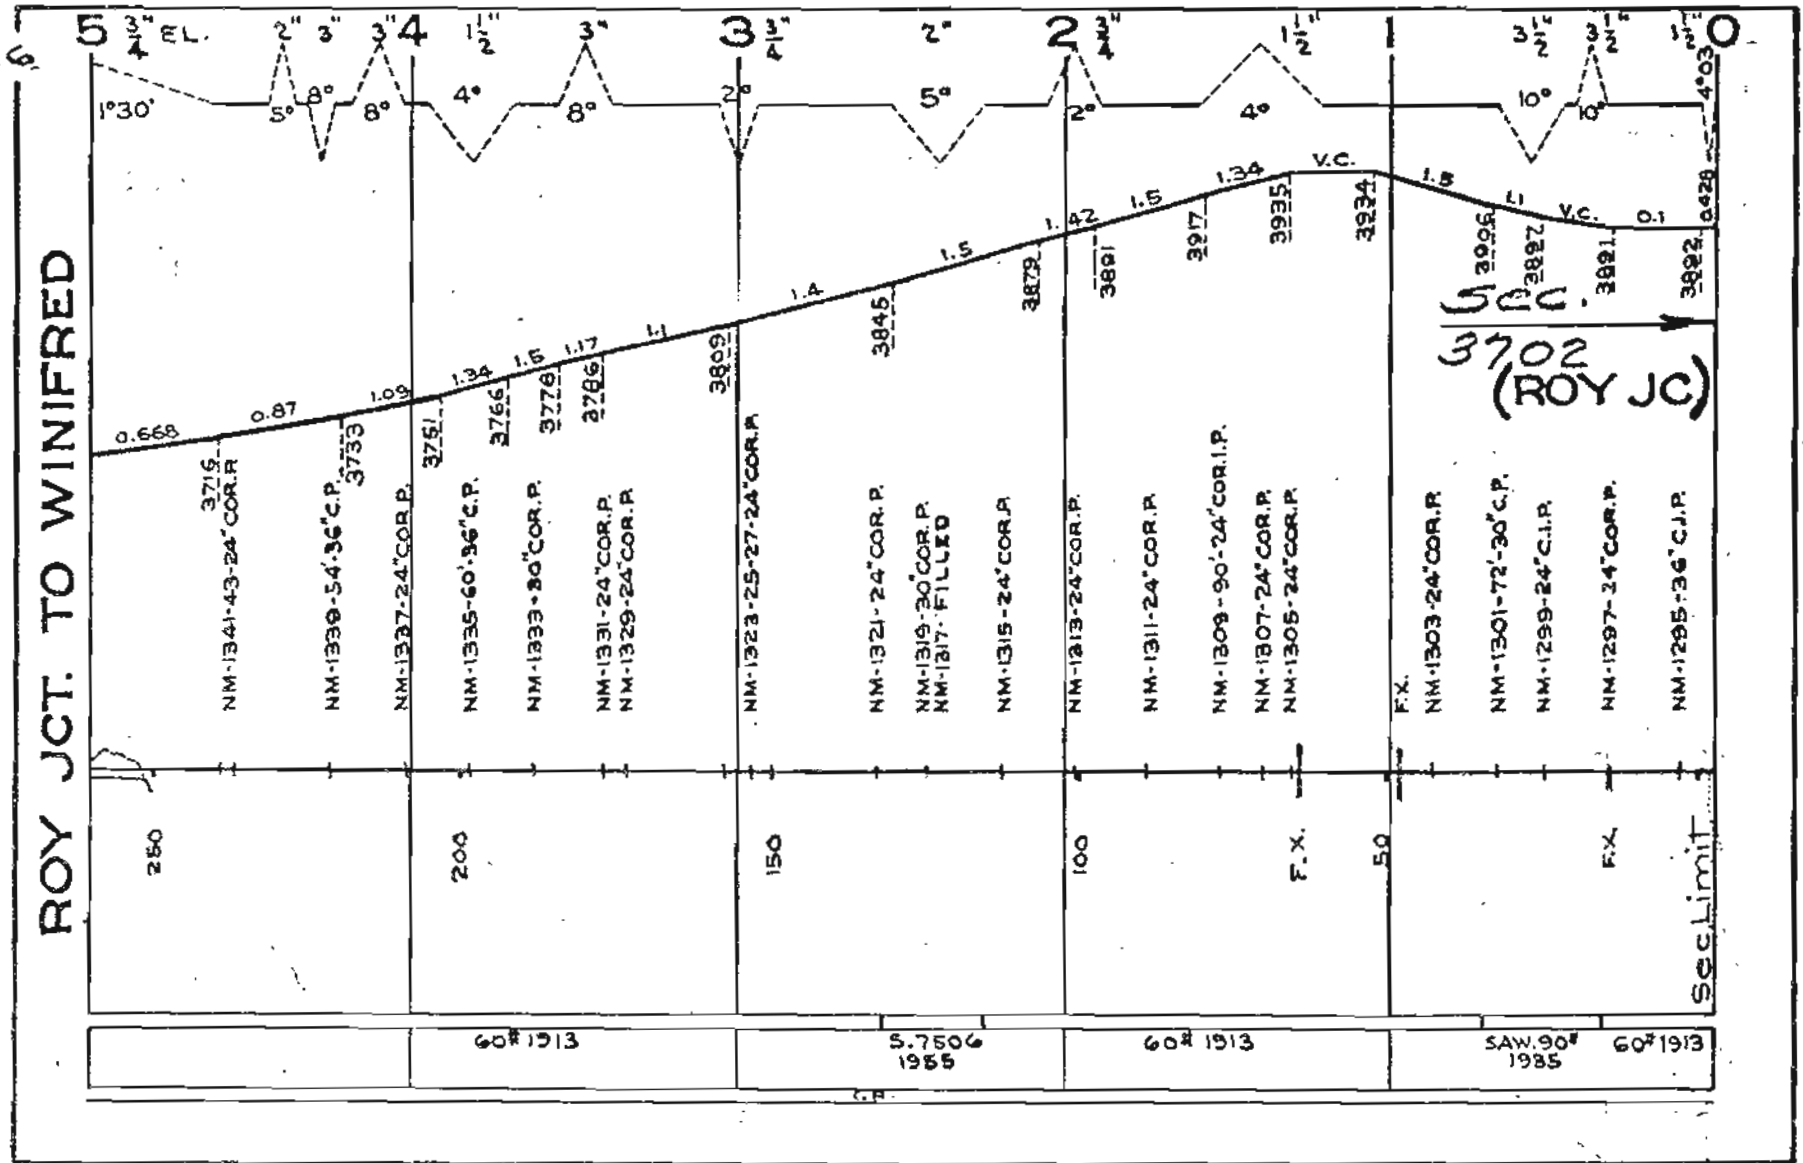 ROY JCT. TO WINIFRED
5 3/4" EL. 2" 3" 3" 4 1 1/2" 3" 3 2" 2 1 1/2" 1 3 1/2" 3 1/2" 1 1/2" 0
1°30' 5° 8° 8° 4° 8° 2° 5° 2° 4° 10° 10° 4°03
0.668 0.87 1.09 1.34 1.5 1.17 1.1 1.4 1.5 1.42 1.5 1.34 V.C. 1.5 1.1 V.C. 0.1 0.428
3716 3733 3751 3766 3778 3786 3809 3845 3879 3891 3917 3935 3934 3906 3897 3891 3892
SEC.
3702
(ROY JC)
NM-1341-43-24"COR.P.
NM-1339-54'-36"C.P.
NM-1337-24"COR.P.
NM-1335-60'-36"C.P.
NM-1333-30"COR.P.
NM-1331-24"COR.P.
NM-1329-24"COR.P.
NM-1323-25-27-24"COR.P.
NM-1321-24"COR.P.
NM-1319-30"COR.P.
NM-1317-FILLED
NM-1315-24"COR.P.
NM-1313-24"COR.P.
NM-1311-24"COR.P.
NM-1309-90'-24"COR.I.P.
NM-1307-24"COR.P.
NM-1305-24"COR.P.
F.X.
NM-1303-24"COR.P.
NM-1301-72'-30"C.P.
NM-1299-24"C.I.P.
NM-1297-24"COR.P.
NM-1295-36"C.I.P.
250 200 150 100 F.X. 50 F.X.
Sec Limit
60# 1913 S.7506 60# 1913 SAW.90# 60# 1913
1955 1935